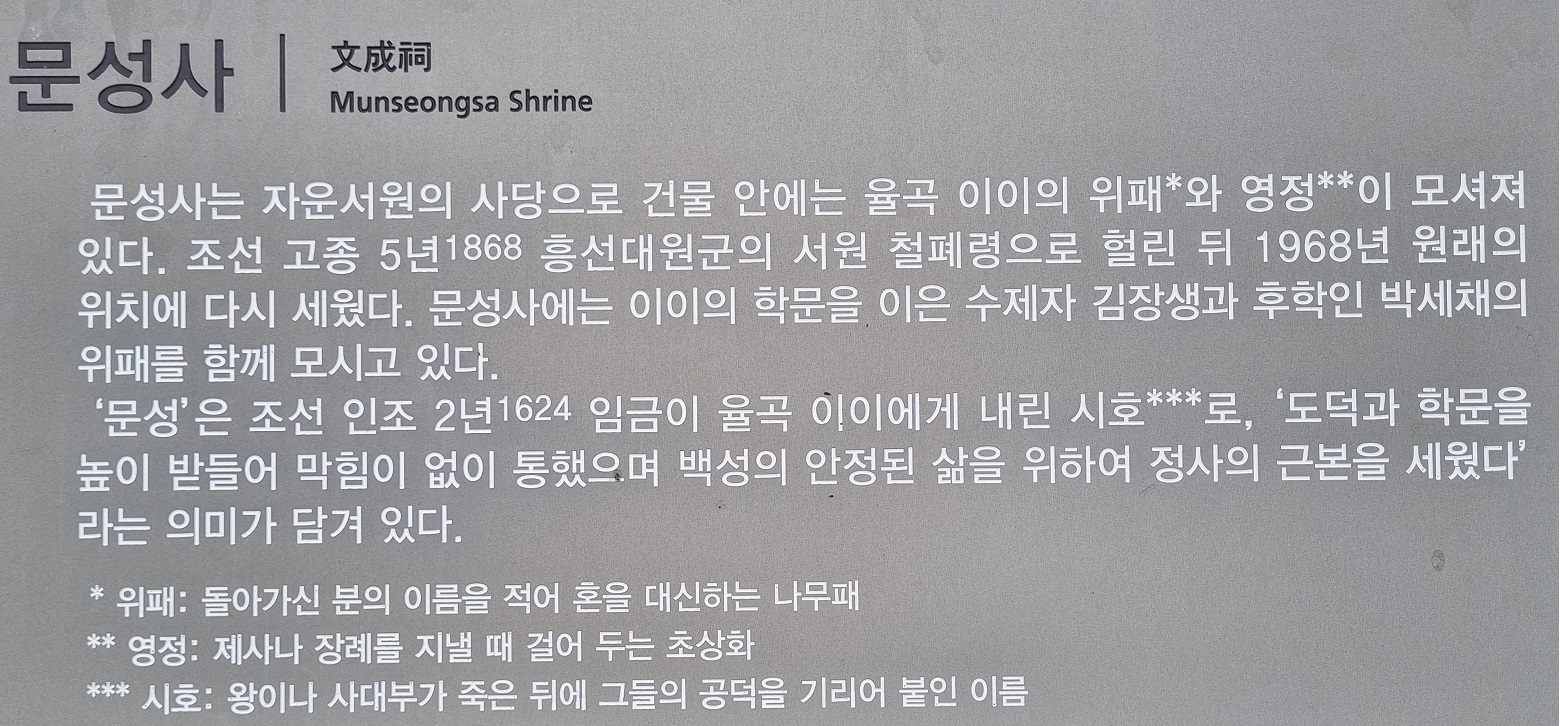 문성사 | 文成祠
Munseongsa Shrine
문성사는 자운서원의 사당으로 건물 안에는 율곡 이이의 위패*와 영정**이 모셔져
있다. 조선 고종 5년1868 흥선대원군의 서원 철폐령으로 헐린 뒤 1968년 원래의
위치에 다시 세웠다. 문성사에는 이이의 학문을 이은 수제자 김장생과 후학인 박세채의
위패를 함께 모시고 있다.
‘문성’은 조선 인조 2년1624 임금이 율곡 이이에게 내린 시호***로, ‘도덕과 학문을
높이 받들어 막힘이 없이 통했으며 백성의 안정된 삶을 위하여 정사의 근본을 세웠다’
라는 의미가 담겨 있다.
* 위패: 돌아가신 분의 이름을 적어 혼을 대신하는 나무패
** 영정: 제사나 장례를 지낼 때 걸어 두는 초상화
*** 시호: 왕이나 사대부가 죽은 뒤에 그들의 공덕을 기리어 붙인 이름